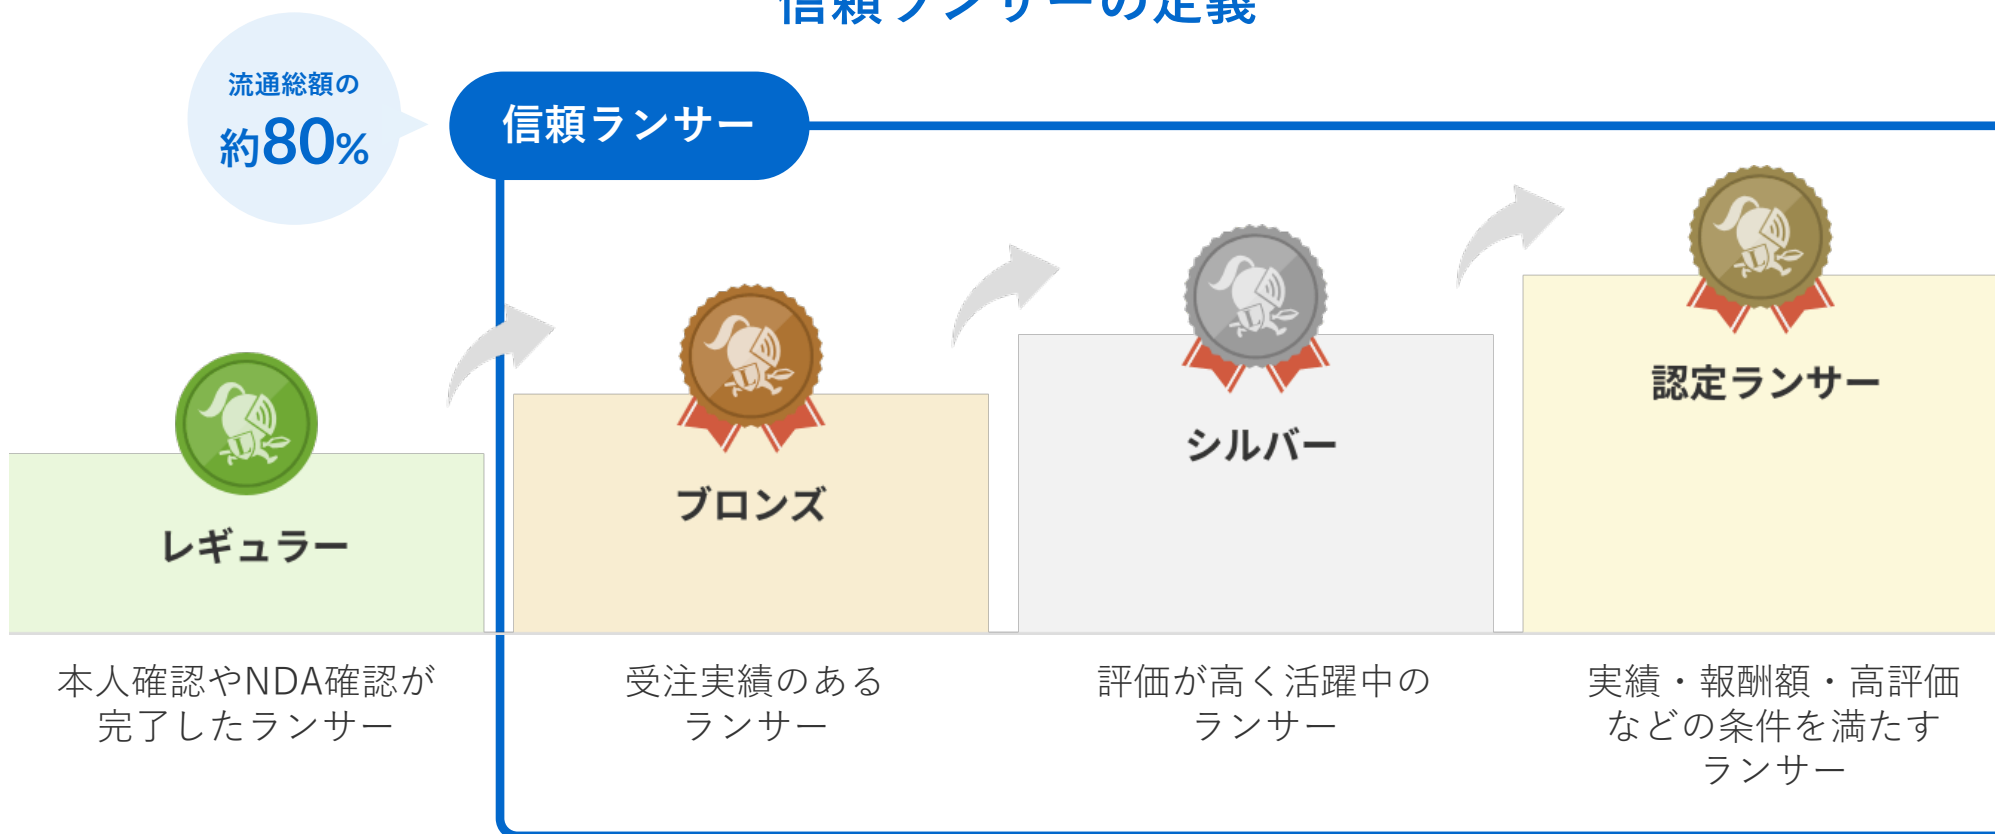 信頼ランサーの定義
流通総額の
約80%
信頼ランサー
レギュラー
ブロンズ
シルバー
認定ランサー
本人確認やNDA確認が
完了したランサー
受注実績のある
ランサー
評価が高く活躍中の
ランサー
実績・報酬額・高評価
などの条件を満たす
ランサー